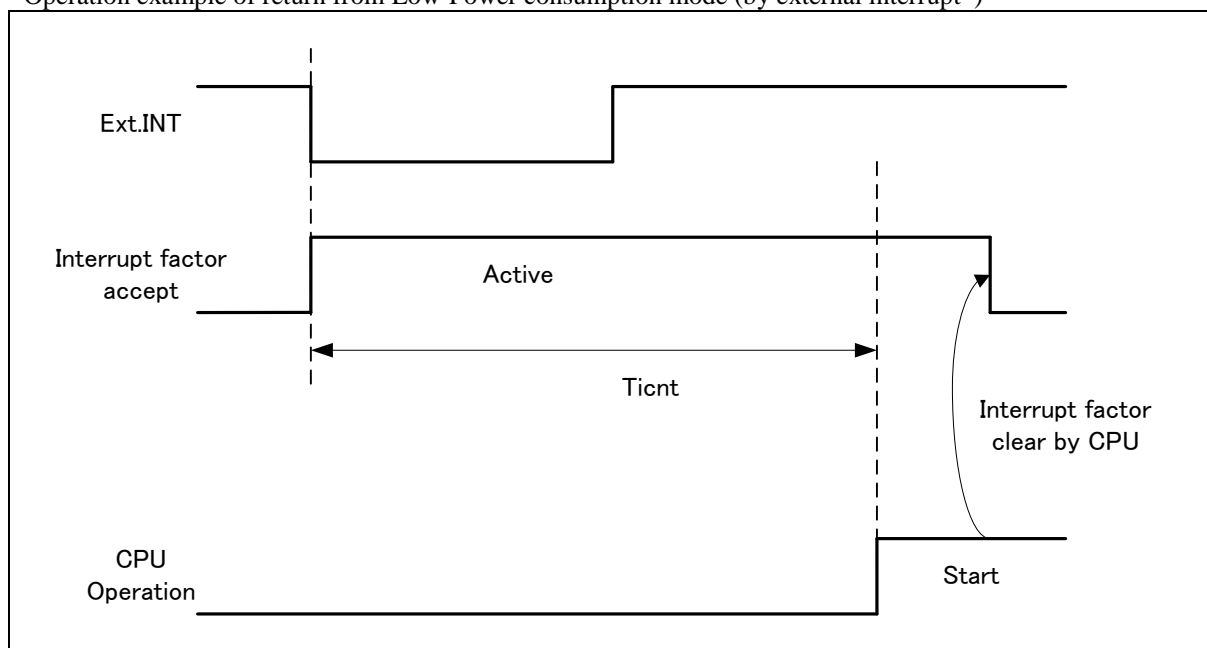 Operation example of return from Low-Power consumption mode (by external interrupt
Ext.INT
Interrupt factor
accept
Active
Ticnt
Interrupt factor
clear by CPU
CPU
Operation
Start